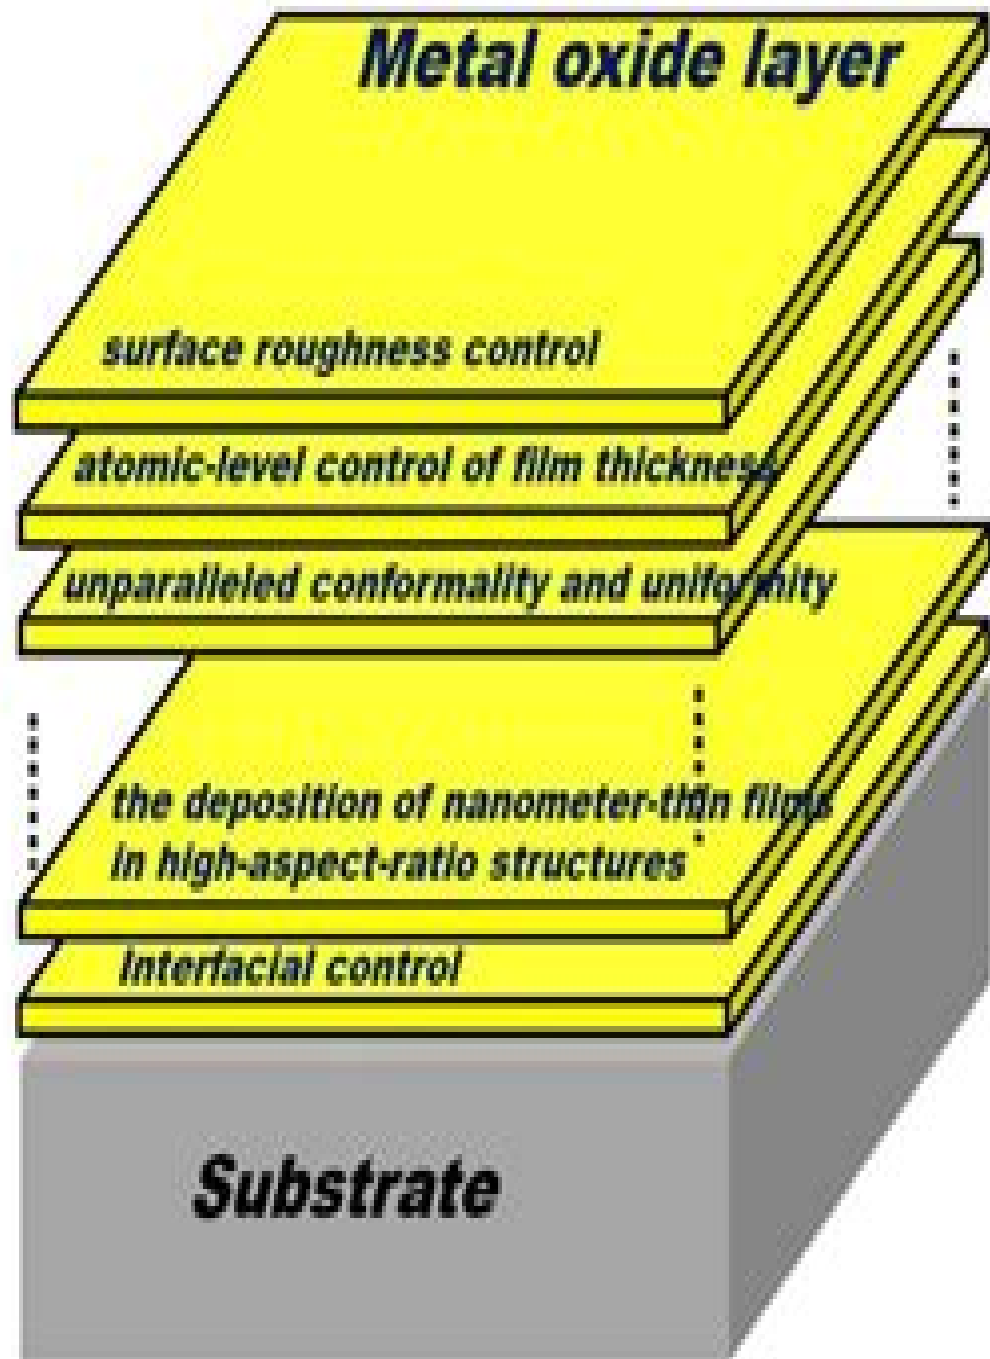 Metal oxide layer
surface roughness control
atomic-level control of film thickness
unparalleled conformality and uniformity
the deposition of nanometer-thin films
in high-aspect-ratio structures
Interfacial control
Substrate